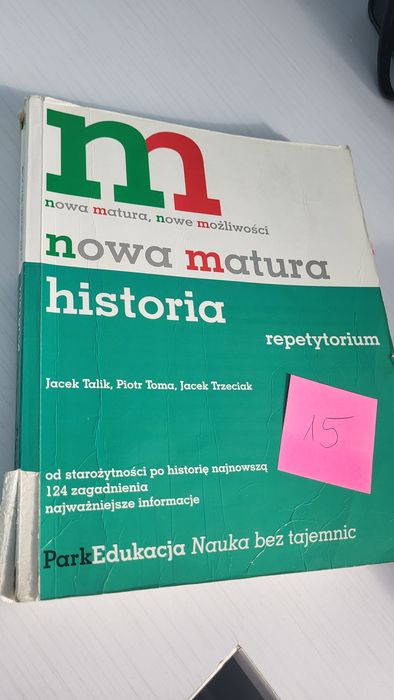 m
nowa matura, nowe możliwości
nowa matura
historia
repetytorium
Jacek Talik, Piotr Toma, Jacek Trzeciak
15
od starożytności po historię najnowszą
124 zagadnienia
najważniejsze informacje
ParkEdukacja Nauka bez tajemnic